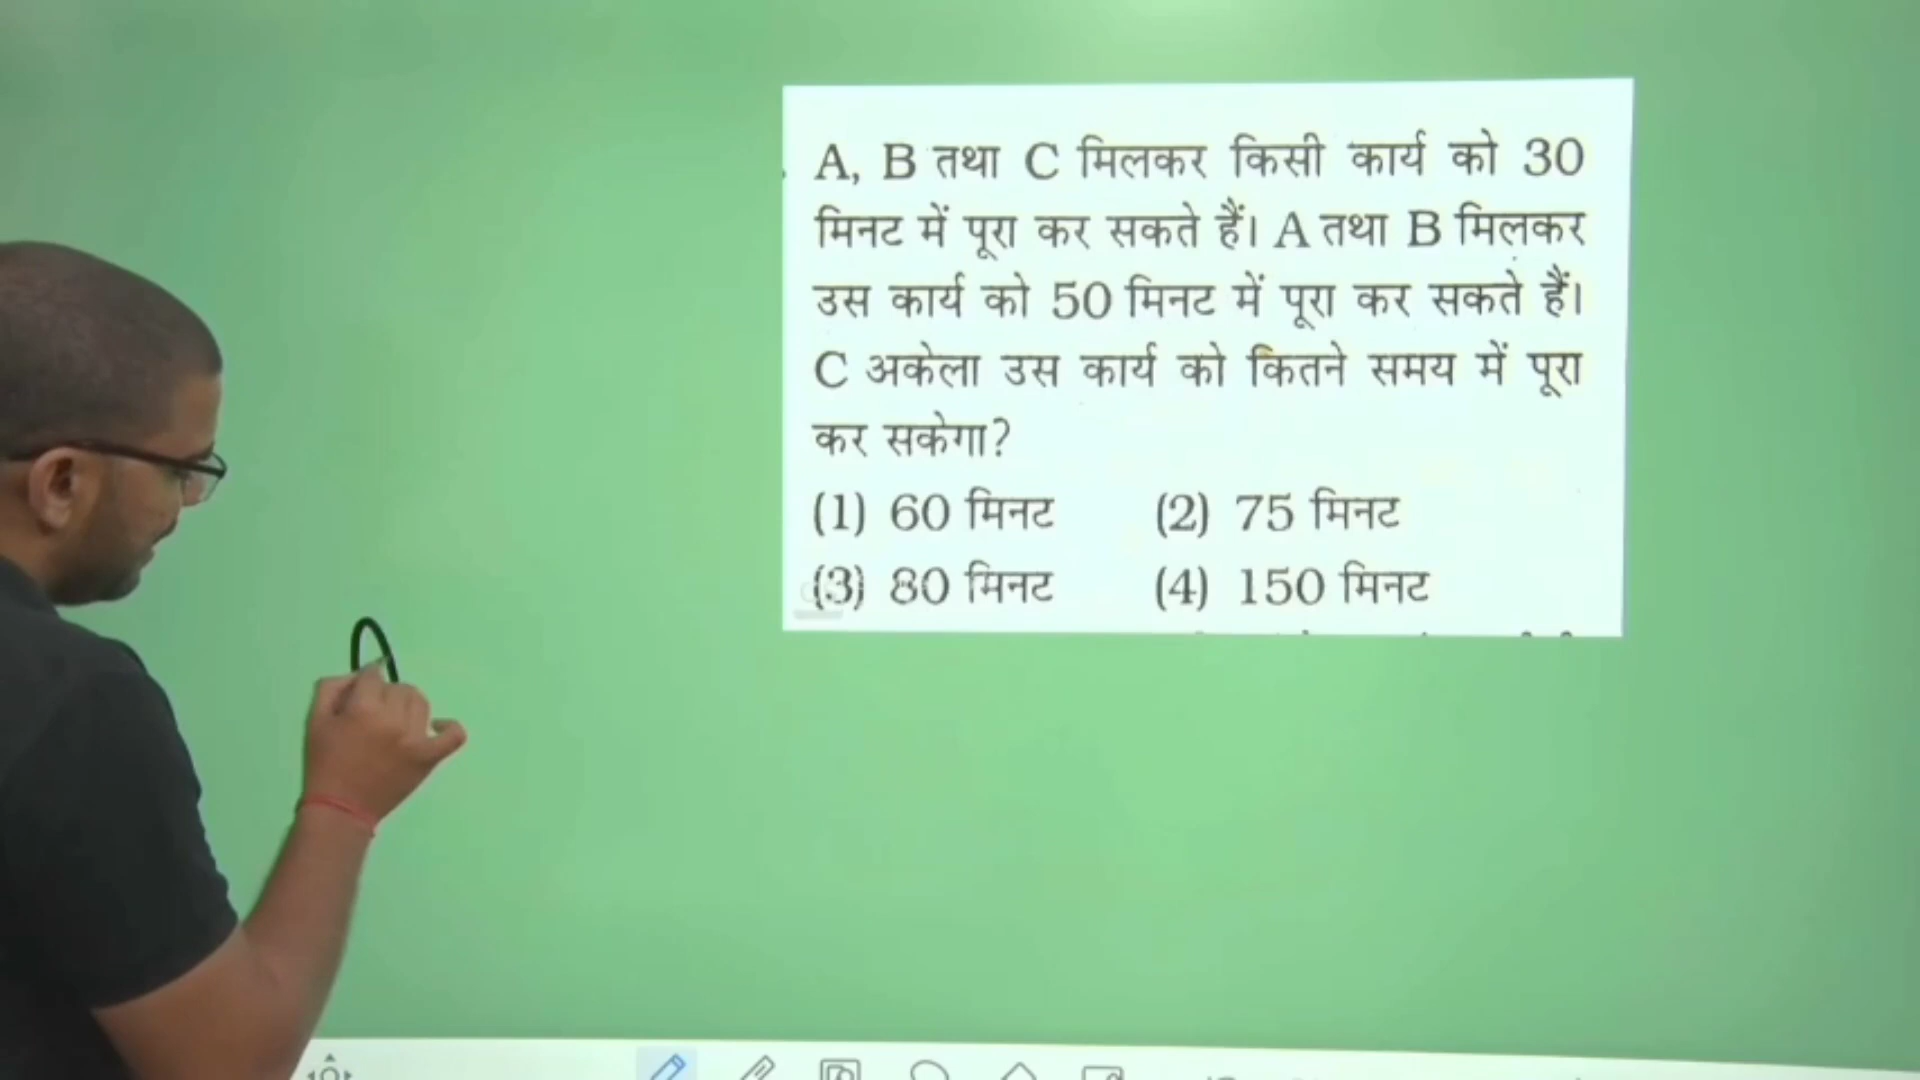 A, B तथा C मिलकर किसी कार्य को 30
मिनट में पूरा कर सकते हैं। A तथा B मिलकर
उस कार्य को 50 मिनट में पूरा कर सकते हैं।
C अकेला उस कार्य को कितने समय में पूरा
कर सकेगा?
(1) 60 मिनट (2) 75 मिनट
(3) 80 मिनट (4) 150 मिनट